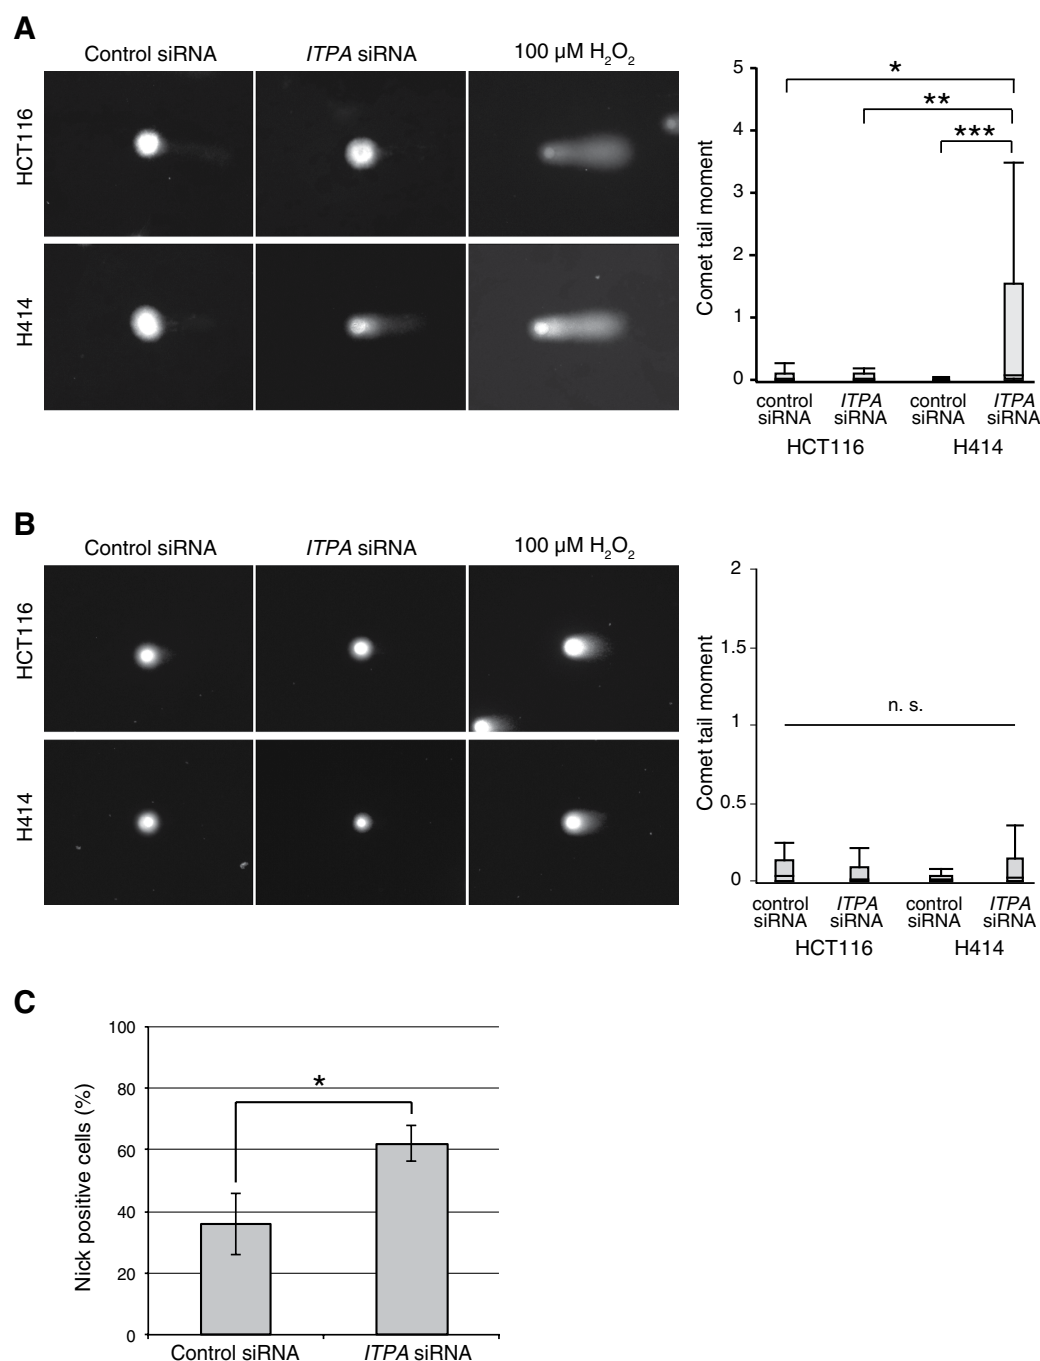 A
Control siRNA ITPA siRNA 100 µM H2O2
HCT116
H414
Comet tail moment
5
4
3
2
1
0
* 
**
***
control siRNA
ITPA siRNA
control siRNA
ITPA siRNA
HCT116 H414
B
Control siRNA ITPA siRNA 100 µM H2O2
HCT116
H414
Comet tail moment
2
1.5
1
0.5
0
n. s.
control siRNA
ITPA siRNA
control siRNA
ITPA siRNA
HCT116 H414
C
Nick positive cells (%)
100
80
60
40
20
0
*
Control siRNA ITPA siRNA